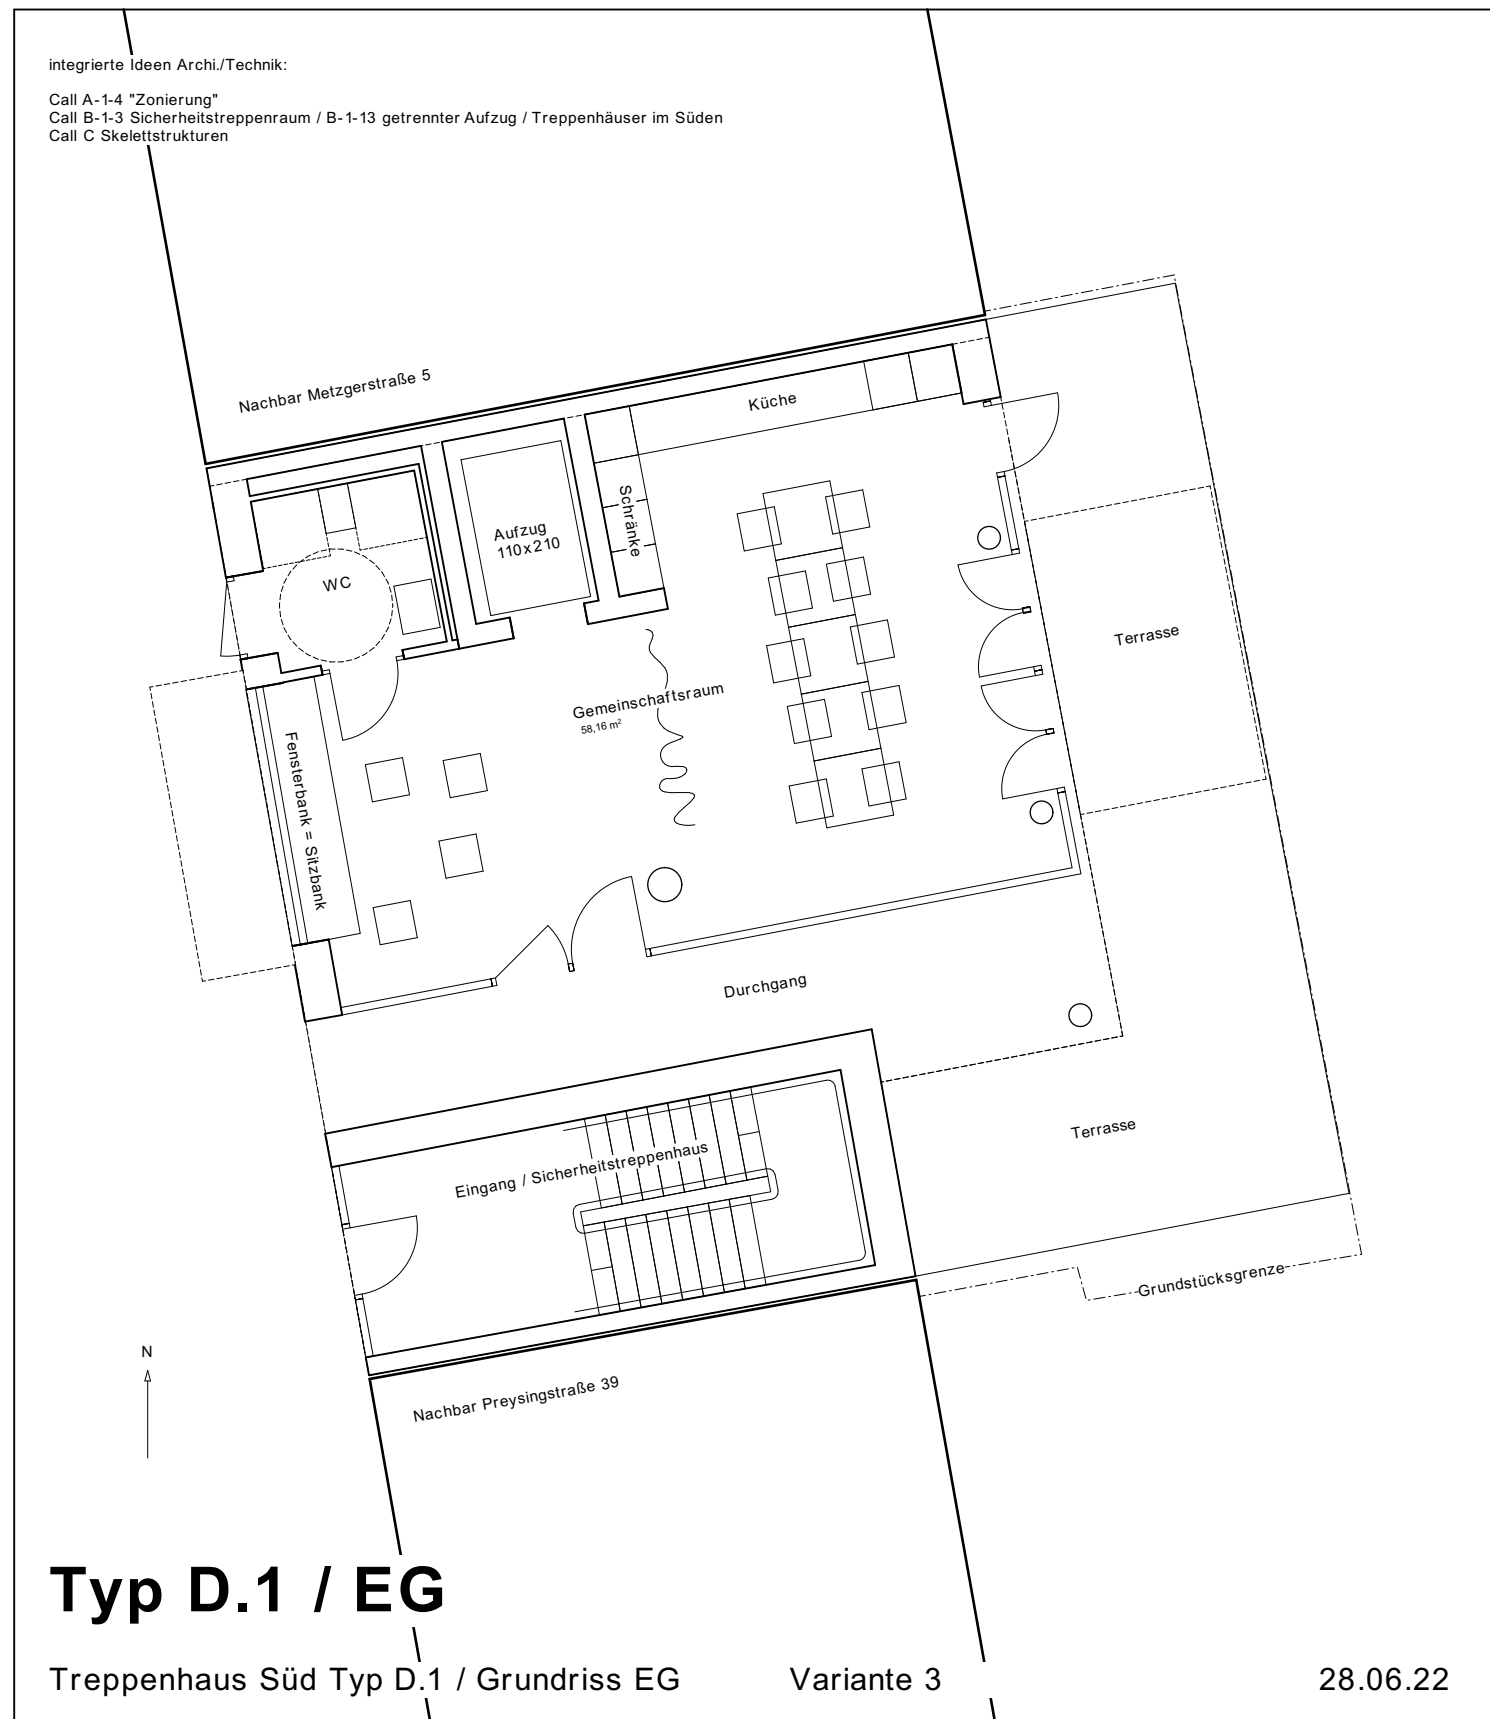 integrierte Ideen Archi./Technik:
Call A-1-4 "Zonierung"
Call B-1-3 Sicherheitstreppenraum / B-1-13 getrennter Aufzug / Treppenhäuser im Süden
Call C Skelettstrukturen
Nachbar Metzgerstraße 5
Küche
Schränke
Aufzug
110x210
WC
Terrasse
Gemeinschaftsraum
58,16 m²
Fensterbank = Sitzbank
Durchgang
Terrasse
Eingang / Sicherheitstreppenhaus
Grundstücksgrenze
N
Nachbar Preysingstraße 39
Typ D.1 / EG
Treppenhaus Süd Typ D.1 / Grundriss EG
Variante 3
28.06.22